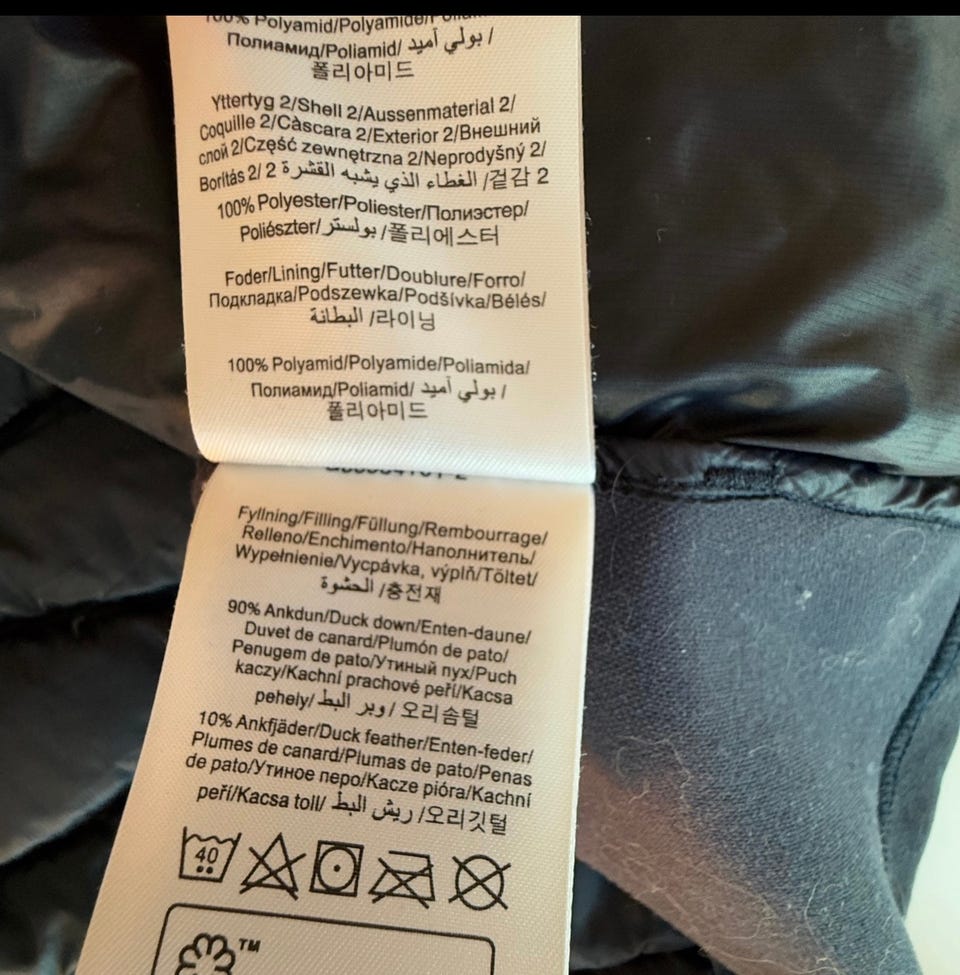 100% Polyamid/Polyamide/
Полиамид/Poliamid/ بولي أميد /
폴리아미드
Yttertyg 2/Shell 2/Aussenmaterial 2/
Coquille 2/Càscara 2/Exterior 2/Внешний
слой 2/Część zewnętrzna 2/Neprodyšný 2/
Borítás 2/ 2 الغطاء الذي يشبه القشرة /겉감 2
100% Polyester/Poliester/Полиэстер/
Poliészter/ بولستر /폴리에스터
Foder/Lining/Futter/Doublure/Forro/
Подкладка/Podszewka/Podšívka/Bélés/
البطانة /라이닝
100% Polyamid/Polyamide/Poliamida/
Полиамид/Poliamid/ بولي أميد /
폴리아미드
Fyllning/Filling/Füllung/Rembourrage/
Relleno/Enchimento/Наполнитель/
Wypełnienie/Vycpávka, výplň/Töltet/
الحشوة /충전재
90% Ankdun/Duck down/Enten-daune/
Duvet de canard/Plumón de pato/
Penugem de pato/Утиный пух/Puch
kaczy/Kachní prachové peří/Kacsa
pehely/ وبر البط / 오리솜털
10% Ankfjäder/Duck feather/Enten-feder/
Plumes de canard/Plumas de pato/Penas
de pato/Утиное перо/Kacze pióra/Kachní
peří/Kacsa toll/ ريش البط /오리깃털
40
TM